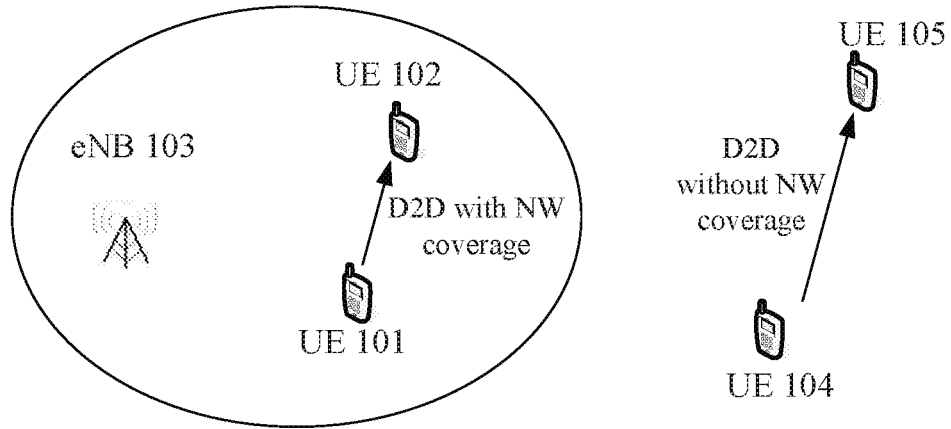 UE 105
UE 102
eNB 103
D2D
without NW
coverage
D2D with NW
coverage
UE 101
UE 104